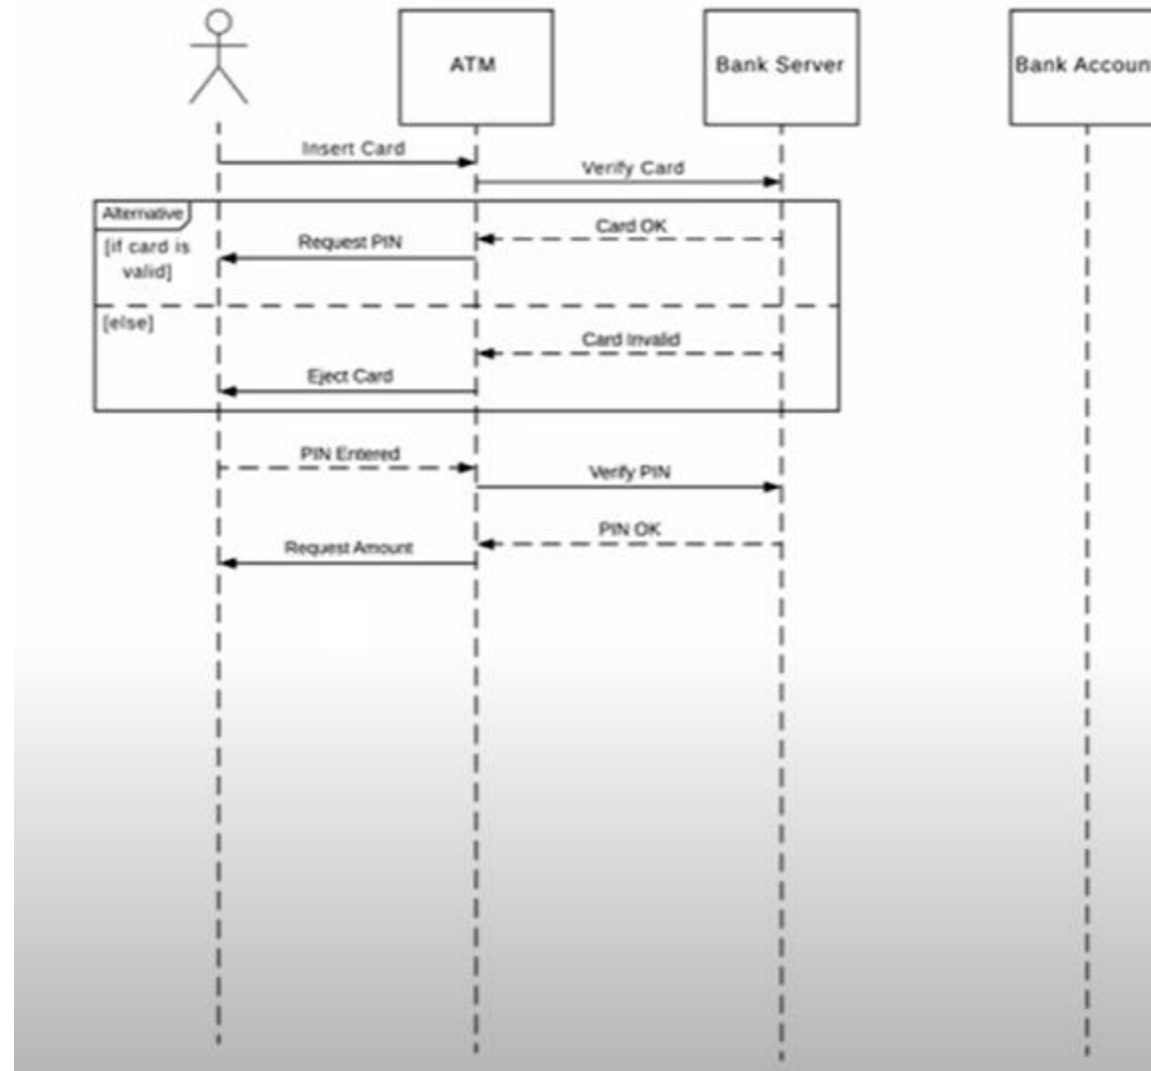 ATM
Bank Server
Bank Accoun
Insert Card
Verify Card
Alternative
Card OK
[if card is
valid]
Request PIN
[else]
Card Invalid
Eject Card
PIN Entered
Verify PIN
PIN OK
Request Amount